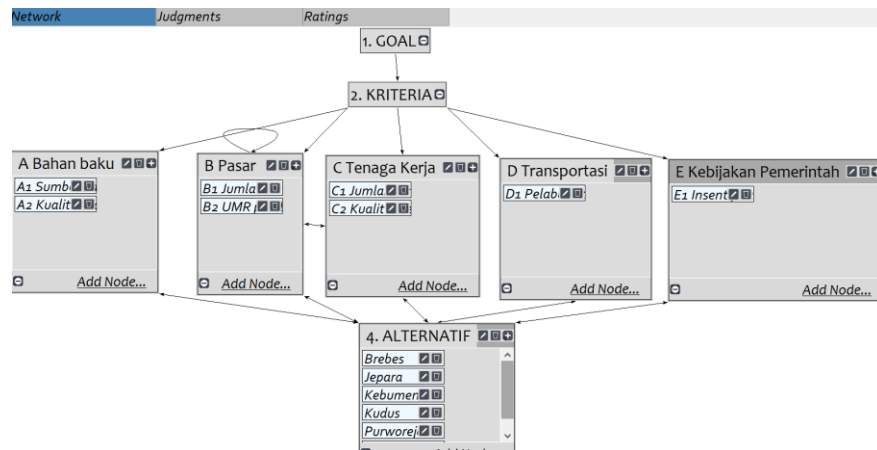 Network Judgments Ratings
1. GOAL
2. KRITERIA
A Bahan baku
A1 Sumb
A2 Kualit
Add Node...
B Pasar
B1 Jumla
B2 UMR
Add Node...
C Tenaga Kerja
C1 Jumla
C2 Kualit
Add Node...
D Transportasi
D1 Pelab
Add Node...
E Kebijakan Pemerintah
E1 Insent
Add Node...
4. ALTERNATIF
Brebes
Jepara
Kebumen
Kudus
Purworej